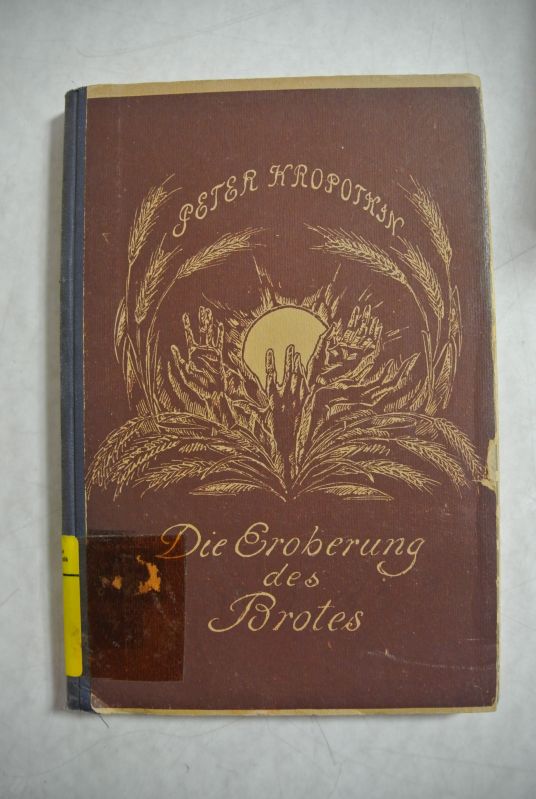 PETER KROPOTKIN
Die Eroberung
des
Brotes